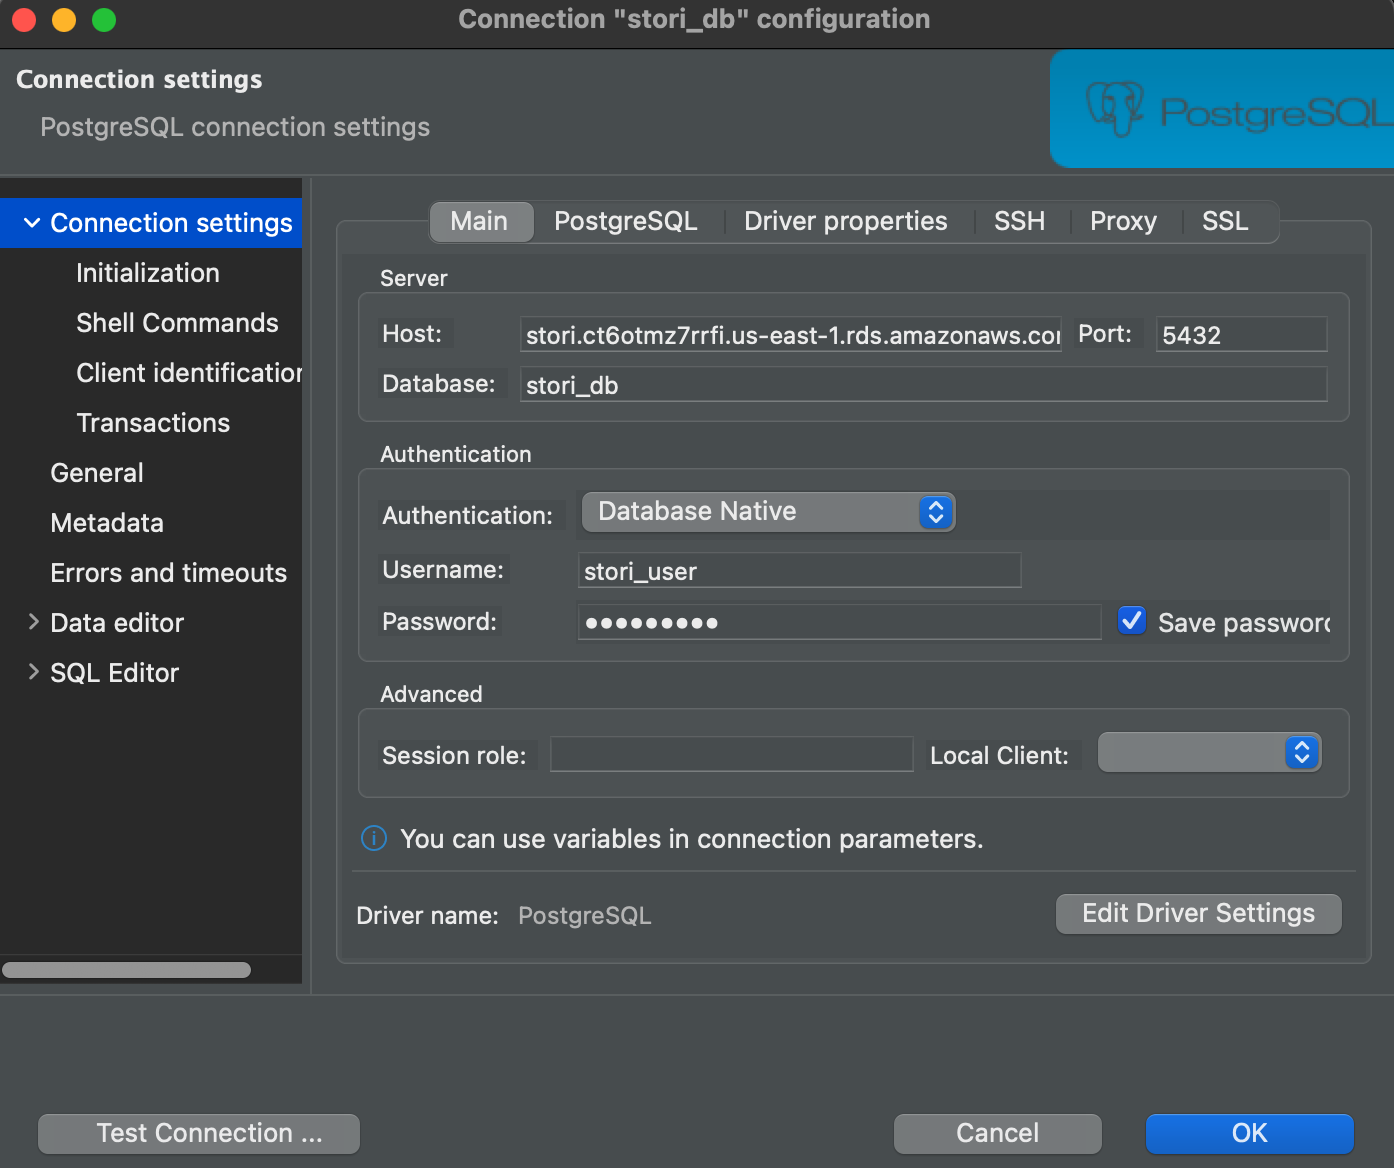 Connection "stori_db" configuration
Connection settings
PostgreSQL connection settings
PostgreSQL
Connection settings
Initialization
Shell Commands
Client identification
Transactions
General
Metadata
Errors and timeouts
Data editor
SQL Editor
Main PostgreSQL Driver properties SSH Proxy SSL
Server
Host: stori.ct6otmz7rrfi.us-east-1.rds.amazonaws.com Port: 5432
Database: stori_db
Authentication
Authentication: Database Native
Username: stori_user
Password: ••••••••• Save password
Advanced
Session role: Local Client:
You can use variables in connection parameters.
Driver name: PostgreSQL Edit Driver Settings
Test Connection ... Cancel OK